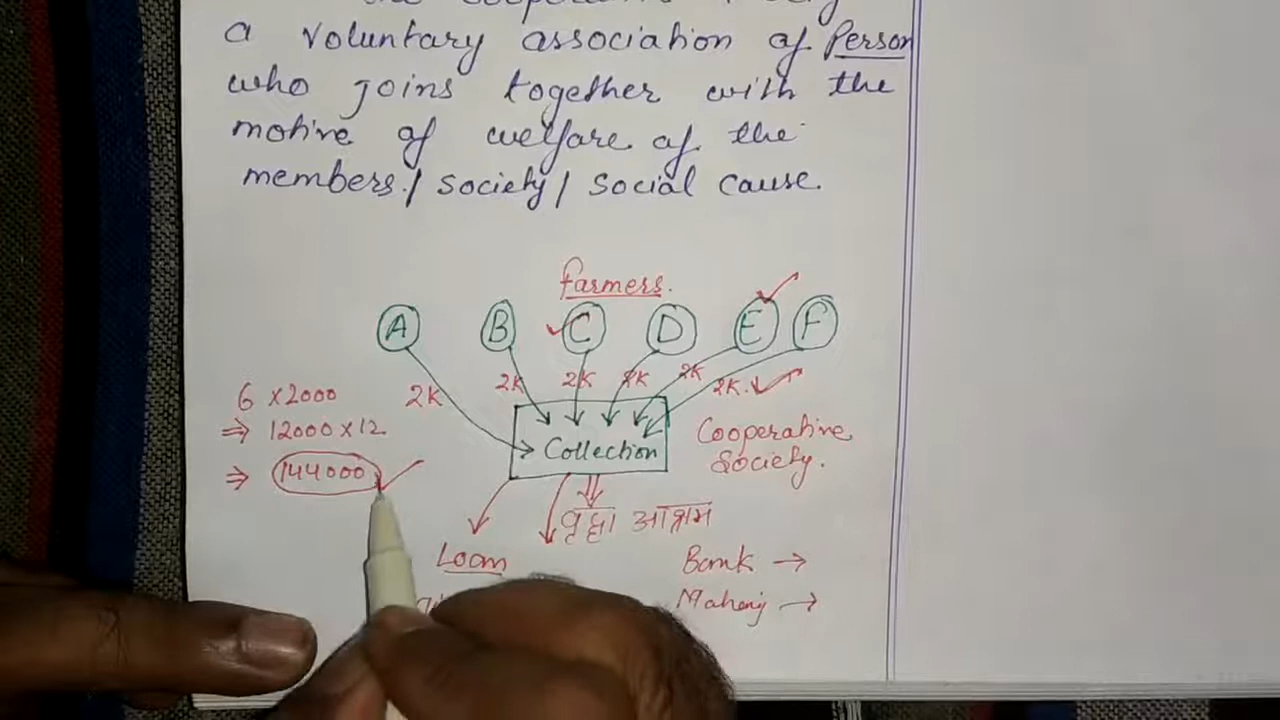 a voluntary association of Person
who joins together with the
motive of welfare of the
members / society / social cause.
farmers.
A B C D E F
2K 2K 2K 2K 2K 2K.
6 x 2000
⇒ 12000 x 12
⇒ 144000
Collection
Cooperative
Society.
वृद्धा आश्रम
Loan
Bank →
Mahanj →